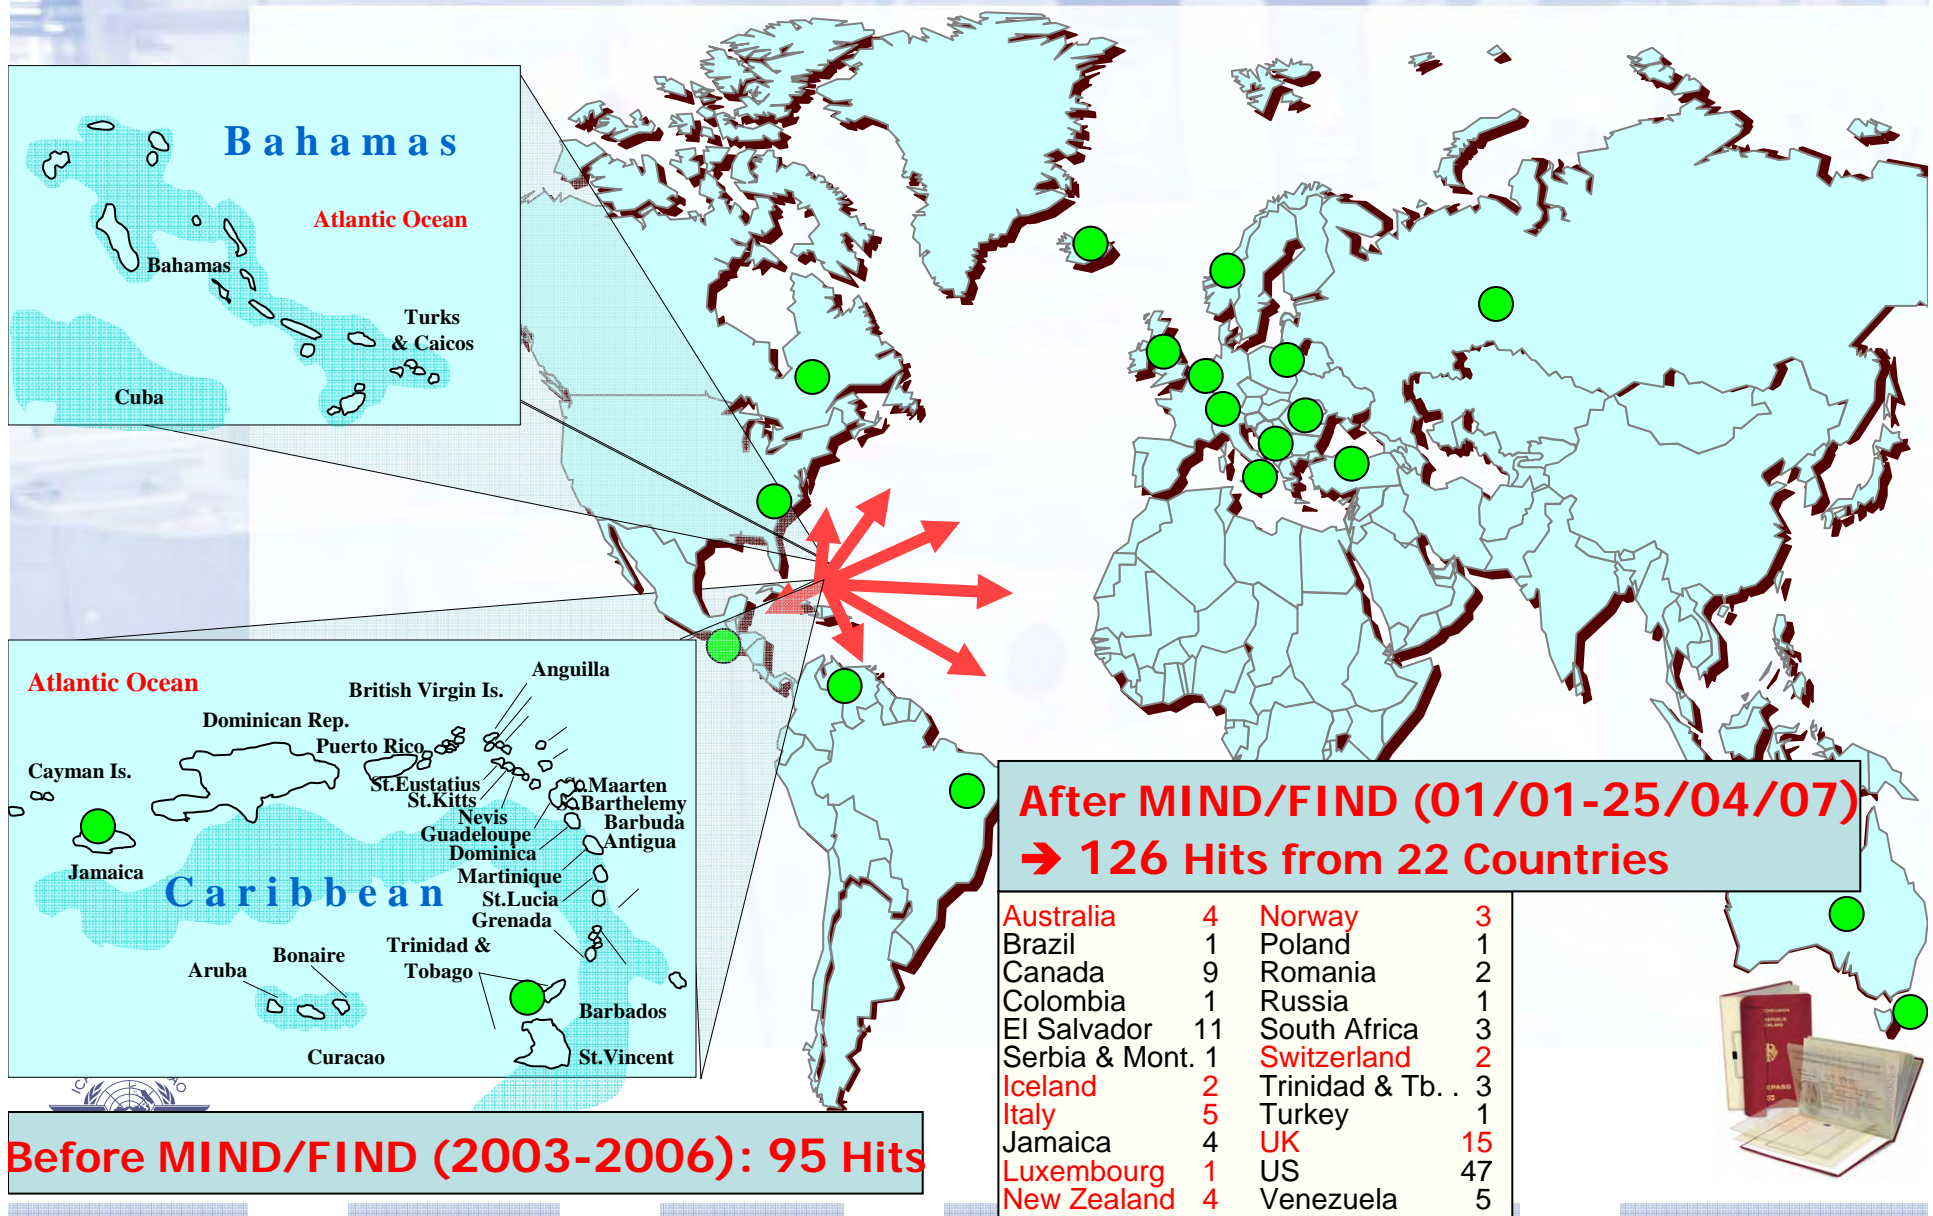 B a h a m a s
Atlantic Ocean
Bahamas
Turks
& Caicos
Cuba
Atlantic Ocean
Anguilla
British Virgin Is.
Dominican Rep.
Puerto Rico
Cayman Is.
St.Eustatius
Maarten
St.Kitts
Barthelemy
Nevis
Barbuda
Guadeloupe
Antigua
Dominica
Jamaica
Martinique
C a r i b b e a n
St.Lucia
Grenada
Trinidad &
Tobago
Bonaire
Aruba
Barbados
Curacao
St.Vincent
After MIND/FIND (01/01-25/04/07)
➔ 126 Hits from 22 Countries
Australia 4 Norway 3
Brazil 1 Poland 1
Canada 9 Romania 2
Colombia 1 Russia 1
El Salvador 11 South Africa 3
Serbia & Mont. 1 Switzerland 2
Iceland 2 Trinidad & Tb. . 3
Italy 5 Turkey 1
Jamaica 4 UK 15
Luxembourg 1 US 47
New Zealand 4 Venezuela 5
Before MIND/FIND (2003-2006): 95 Hits